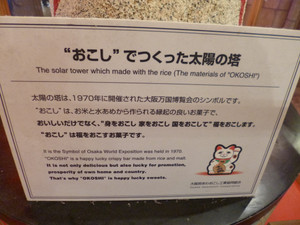 “おこし”でつくった太陽の塔
The solar tower which made with the rice (The materials of "OKOSHI")
太陽の塔は、1970年に開催された大阪万国博覧会のシンボルです。
“おこし”は、お米と水あめから作られる縁起の良いお菓子で、
おいしいだけでなく、“身をおこし 家をおこし 国をおこして”福をおこします。
“おこし”は福をおこすお菓子です。
It is the Symbol of Osaka World Exposition was held in 1970.
"OKOSHI" is a happy lucky crispy bar made from rice and malt
It is not only delicious but also lucky for promotion,
prosperity of own home and country.
That's why "OKOSHI" is happy lucky sweets.